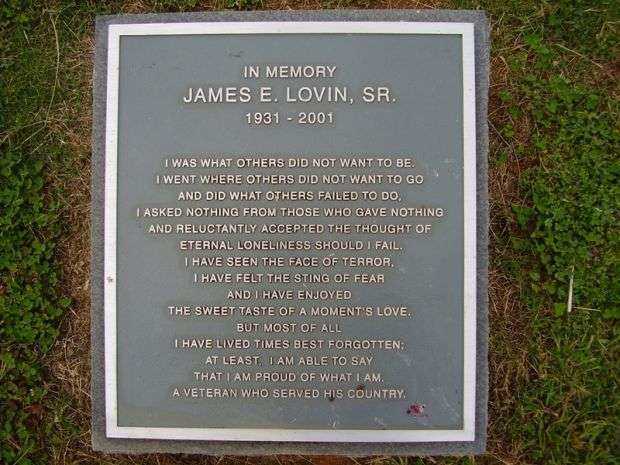 IN MEMORY
JAMES E. LOVIN, SR.
1931 - 2001
I WAS WHAT OTHERS DID NOT WANT TO BE.
I WENT WHERE OTHERS DID NOT WANT TO GO
AND DID WHAT OTHERS FAILED TO DO,
I ASKED NOTHING FROM THOSE WHO GAVE NOTHING
AND RELUCTANTLY ACCEPTED THE THOUGHT OF
ETERNAL LONELINESS SHOULD I FAIL.
I HAVE SEEN THE FACE OF TERROR,
I HAVE FELT THE STING OF FEAR
AND I HAVE ENJOYED
THE SWEET TASTE OF A MOMENT'S LOVE.
BUT MOST OF ALL
I HAVE LIVED TIMES BEST FORGOTTEN;
AT LEAST, I AM ABLE TO SAY
THAT I AM PROUD OF WHAT I AM.
A VETERAN WHO SERVED HIS COUNTRY.